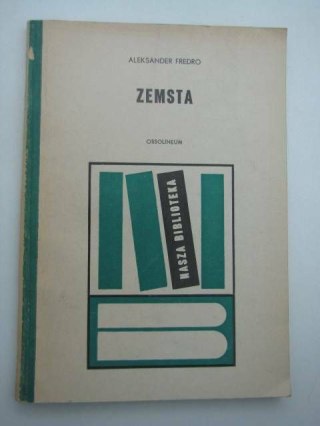 ALEKSANDER FREDRO
ZEMSTA
OSSOLINEUM
NASZA BIBLIOTEKA